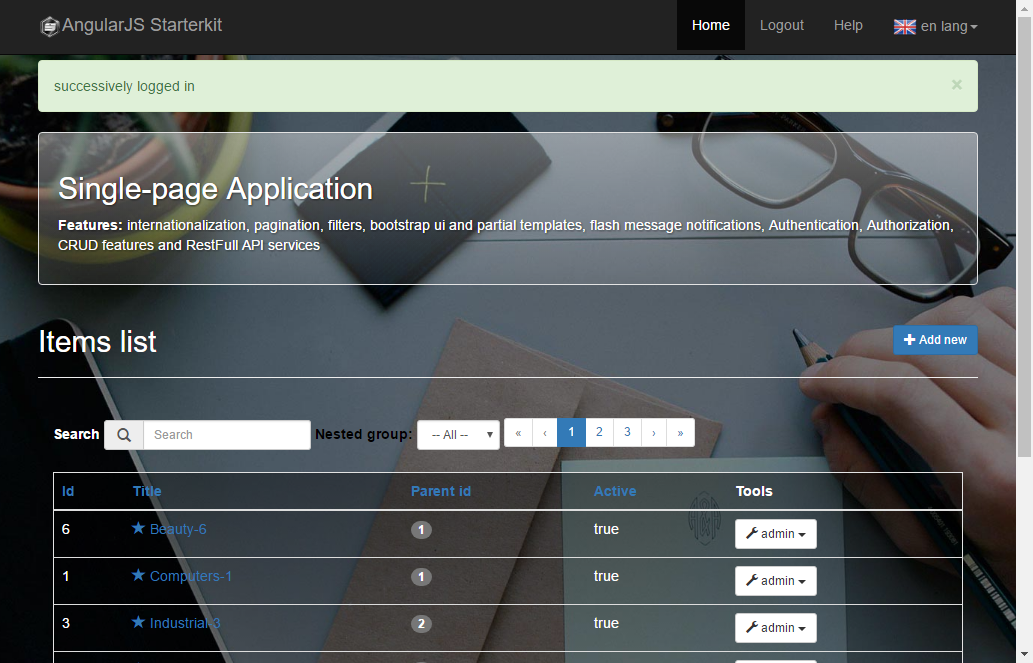 AngularJS Starterkit
Home Logout Help en lang
successively logged in ×
Single-page Application
Features: internationalization, pagination, filters, bootstrap ui and partial templates, flash message notifications, Authentication, Authorization,
CRUD features and RestFull API services
Items list
Add new
Search Search Nested group: -- All -- « ‹ 1 2 3 › »
Id Title Parent id Active Tools
6 Beauty-6 1 true admin
1 Computers-1 1 true admin
3 Industrial-3 2 true admin